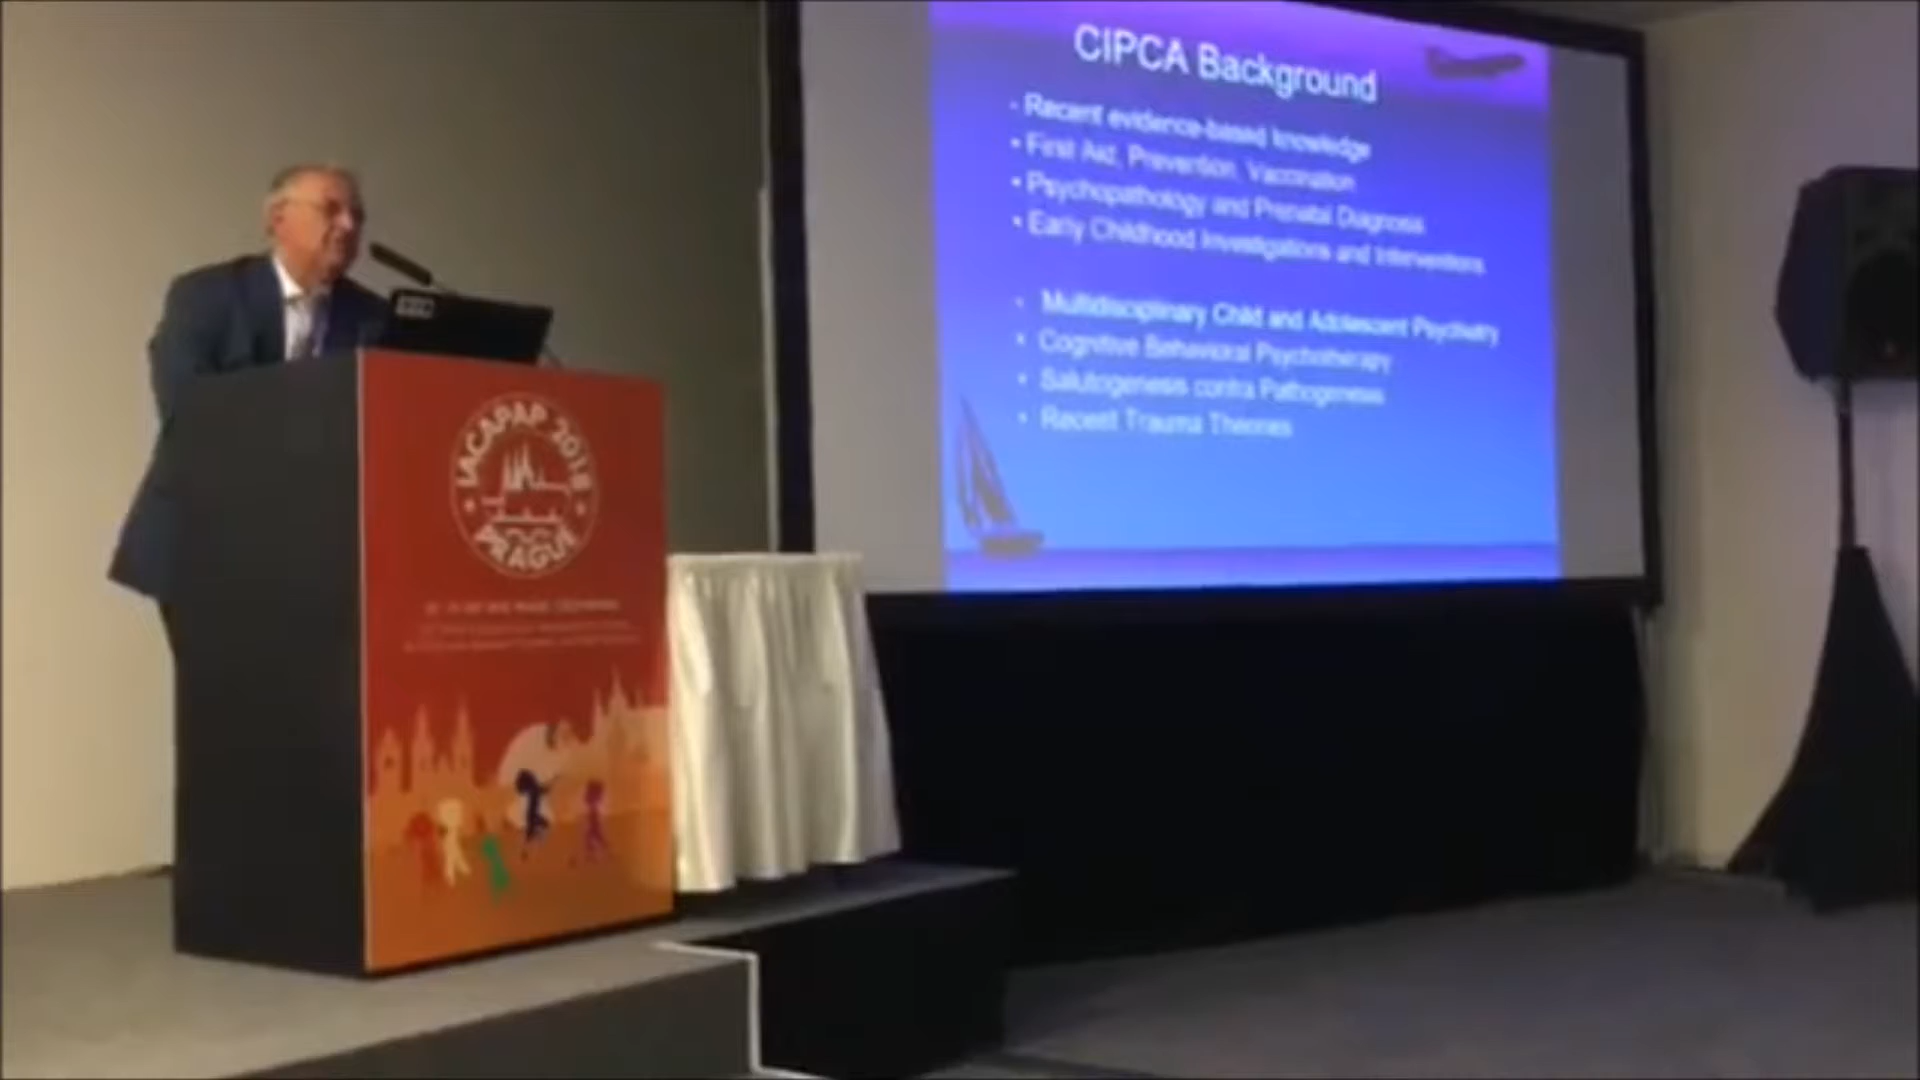 CIPCA Background
• Recent evidence-based knowledge
• First Aid, Prevention, Vaccination
• Psychopathology and Prenatal Diagnosis
• Early Childhood Investigations and Interventions
• Multidisciplinary Child and Adolescent Psychiatry
• Cognitive Behavioral Psychotherapy
• Salutogenesis contra Pathogenesis
• Recent Trauma Theories
IACAPAP 2018
PRAGUE